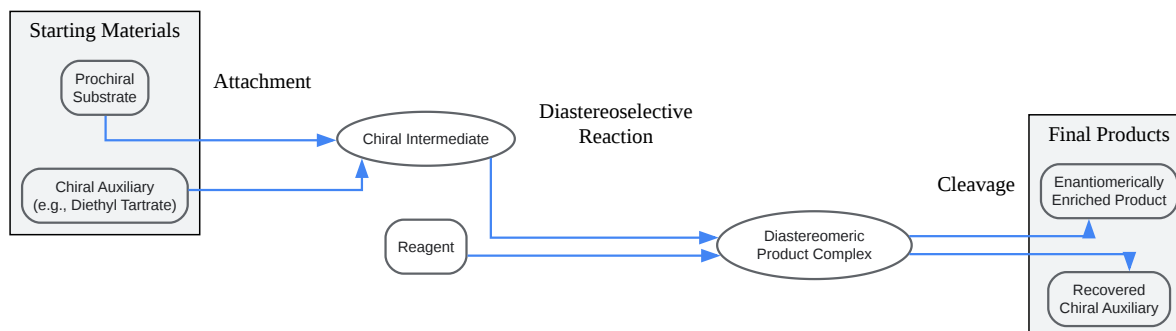 Starting Materials
Prochiral
Substrate
Chiral Auxiliary
(e.g., Diethyl Tartrate)
Attachment
Chiral Intermediate
Diastereoselective
Reaction
Reagent
Diastereomeric
Product Complex
Cleavage
Final Products
Enantiomerically
Enriched Product
Recovered
Chiral Auxiliary